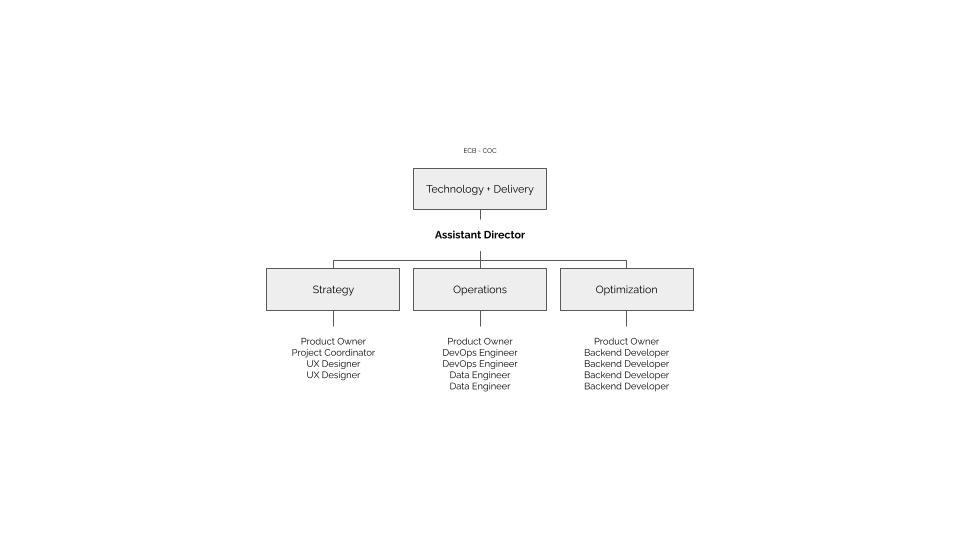 ECB - COC
Technology + Delivery
Assistant Director
Strategy
Operations
Optimization
Product Owner
Project Coordinator
UX Designer
UX Designer
Product Owner
DevOps Engineer
DevOps Engineer
Data Engineer
Data Engineer
Product Owner
Backend Developer
Backend Developer
Backend Developer
Backend Developer